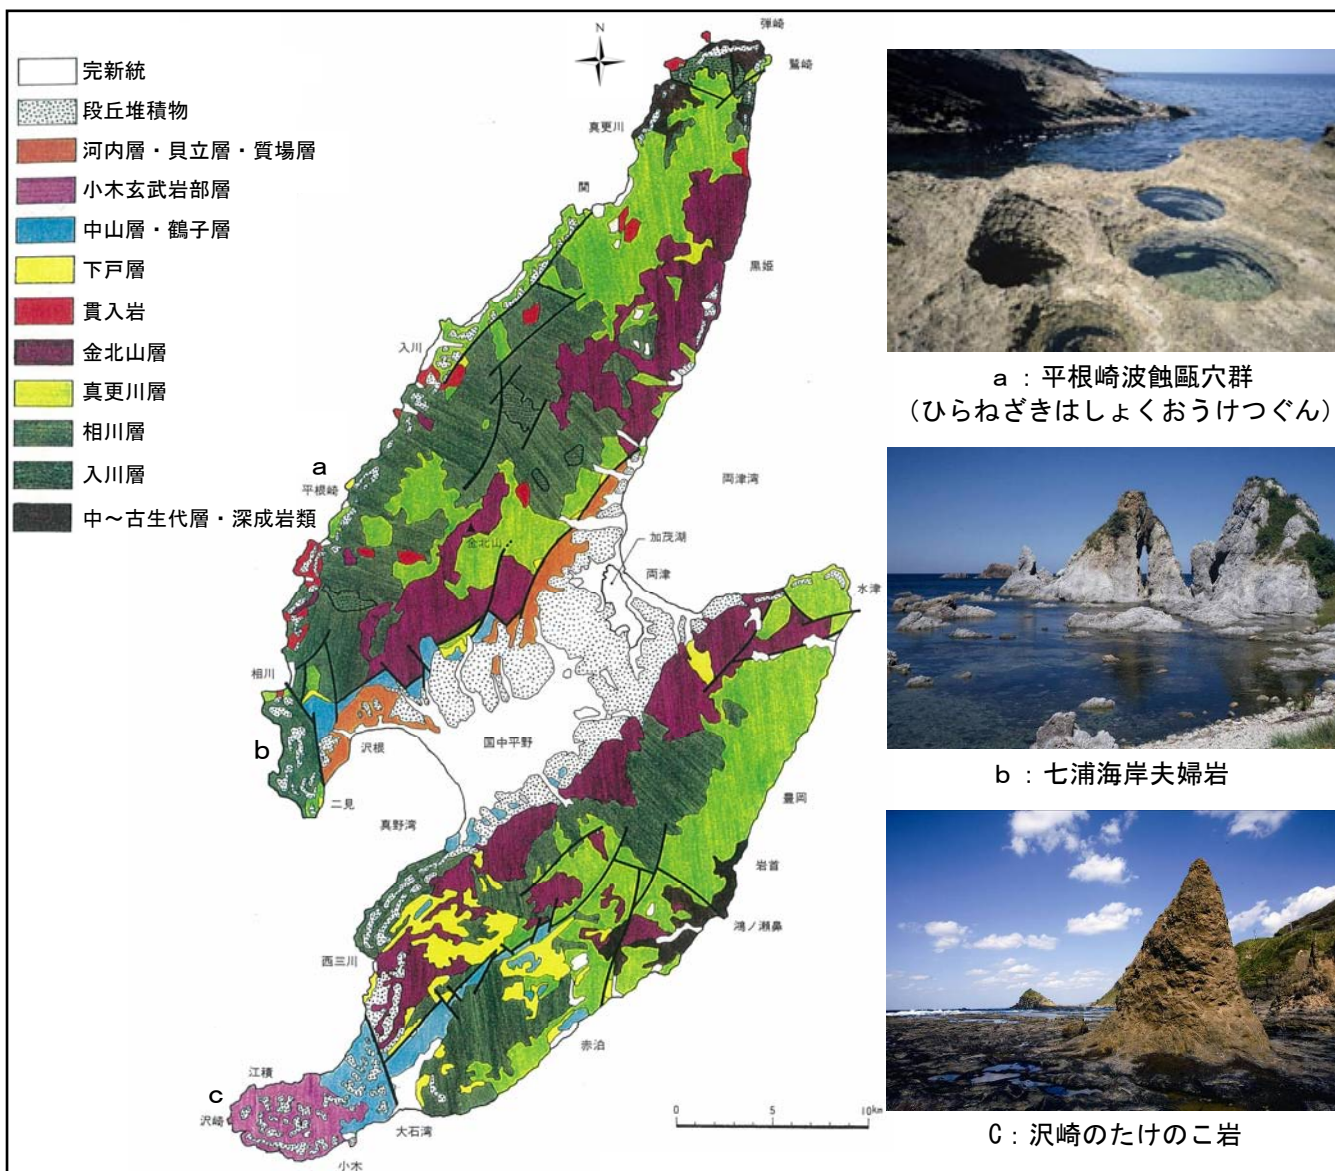 完新統
段丘堆積物
河内層・貝立層・質場層
小木玄武岩部層
中山層・鶴子層
下戸層
貫入岩
金北山層
真更川層
相川層
入川層
中～古生代層・深成岩類
N
弾崎
鷲崎
真更川
関
黒姫
入川
a
平根崎
両津湾
金北山
加茂湖
両津
水津
相川
b
沢根
国中平野
二見
真野湾
豊岡
岩首
鴻ノ瀬鼻
西三川
赤泊
江積
c
沢崎
大石湾
小木
0 5 10km
a：平根崎波蝕甌穴群
（ひらねざきはしょくおうけつぐん）
b：七浦海岸夫婦岩
C：沢崎のたけのこ岩